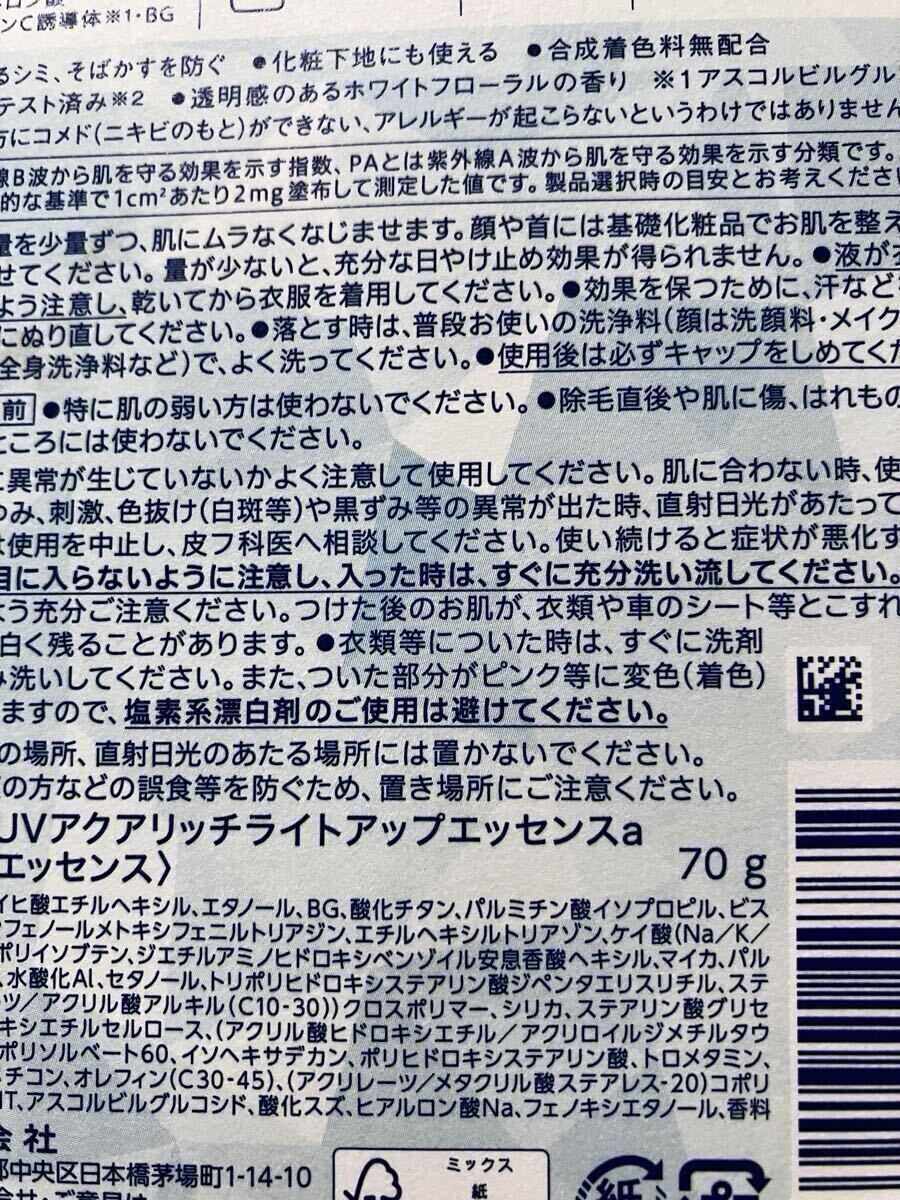 ンC誘導体※1・BG
るシミ、そばかすを防ぐ ●化粧下地にも使える ●合成着色料無配合
テスト済み※2 ●透明感のあるホワイトフローラルの香り ※1アスコルビルグル
方にコメド(ニキビのもと)ができない、アレルギーが起こらないというわけではありません
線B波から肌を守る効果を示す指数、PAとは紫外線A波から肌を守る効果を示す分類です。
的な基準で1cm²あたり2mg塗布して測定した値です。製品選択時の目安とお考えください
量を少量ずつ、肌にムラなくなじませます。顔や首には基礎化粧品でお肌を整え
せてください。量が少ないと、充分な日やけ止め効果が得られません。●液が衣
よう注意し、乾いてから衣服を着用してください。●効果を保つために、汗など
にぬり直してください。●落とす時は、普段お使いの洗浄料(顔は洗顔料・メイク
全身洗浄料など)で、よく洗ってください。●使用後は必ずキャップをしめてくだ
前 ●特に肌の弱い方は使わないでください。●除毛直後や肌に傷、はれもの
ところには使わないでください。
に異常が生じていないかよく注意して使用してください。肌に合わない時、使
ゆみ、刺激、色抜け(白斑等)や黒ずみ等の異常が出た時、直射日光があたって
は使用を中止し、皮フ科医へ相談してください。使い続けると症状が悪化す
目に入らないように注意し、入った時は、すぐに充分洗い流してください。
よう充分ご注意ください。つけた後のお肌が、衣類や車のシート等とこすれ
白く残ることがあります。●衣類等についた時は、すぐに洗剤
み洗いしてください。また、ついた部分がピンク等に変色(着色)
ますので、塩素系漂白剤のご使用は避けてください。
の場所、直射日光のあたる場所には置かないでください。
の方などの誤食等を防ぐため、置き場所にご注意ください。
UVアクアリッチライトアップエッセンスa
エッセンス〉 70 g
イヒ酸エチルヘキシル、エタノール、BG、酸化チタン、パルミチン酸イソプロピル、ビス
フェノールメトキシフェニルトリアジン、エチルヘキシルトリアゾン、ケイ酸(Na/K/
ポリイソブテン、ジエチルアミノヒドロキシベンゾイル安息香酸ヘキシル、マイカ、パル
、水酸化Al、セタノール、トリポリヒドロキシステアリン酸ジペンタエリスリチル、ステ
ーツ/アクリル酸アルキル(C10-30))クロスポリマー、シリカ、ステアリン酸グリセ
キシエチルセルロース、(アクリル酸ヒドロキシエチル/アクリロイルジメチルタウ
ポリソルベート60、イソヘキサデカン、ポリヒドロキシステアリン酸、トロメタミン、
チコン、オレフィン(C30-45)、(アクリレーツ/メタクリル酸ステアレス-20)コポリ
HT、アスコルビルグルコシド、酸化スズ、ヒアルロン酸Na、フェノキシエタノール、香料
会社
都中央区日本橋茅場町1-14-10
ミックス
紙
紙